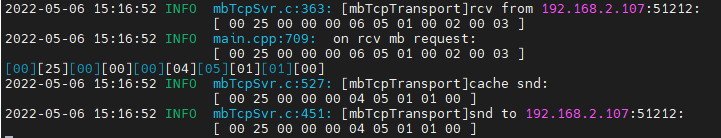 2022-05-06 15:16:52 INFO  mbTcpSvr.c:363: [mbTcpTransport]rcv from 192.168.2.107:51212:
[ 00 25 00 00 00 06 05 01 00 02 00 03 ]
2022-05-06 15:16:52 INFO  main.cpp:709:  on rcv mb request:
[ 00 25 00 00 00 06 05 01 00 02 00 03 ]
[00][25][00][00][00][04][05][01][01][00]
2022-05-06 15:16:52 INFO  mbTcpSvr.c:527: [mbTcpTransport]cache snd:
[ 00 25 00 00 00 04 05 01 01 00 ]
2022-05-06 15:16:52 INFO  mbTcpSvr.c:451: [mbTcpTransport]snd to 192.168.2.107:51212:
[ 00 25 00 00 00 04 05 01 01 00 ]